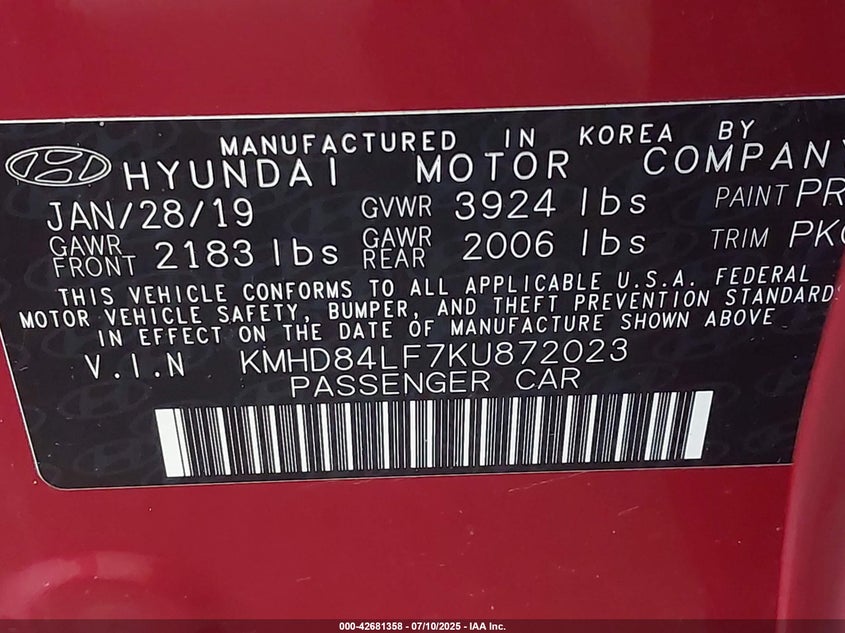 MANUFACTURED IN KOREA BY
HYUNDAI MOTOR COMPANY
JAN/28/19 GVWR 3924 lbs PAINT PR
GAWR FRONT 2183 lbs GAWR REAR 2006 lbs TRIM PK
THIS VEHICLE CONFORMS TO ALL APPLICABLE U.S.A. FEDERAL
MOTOR VEHICLE SAFETY, BUMPER, AND THEFT PREVENTION STANDARDS
IN EFFECT ON THE DATE OF MANUFACTURE SHOWN ABOVE
V.I.N KMHD84LF7KU872023
PASSENGER CAR
000-42681358 - 07/10/2025 - IAA Inc.